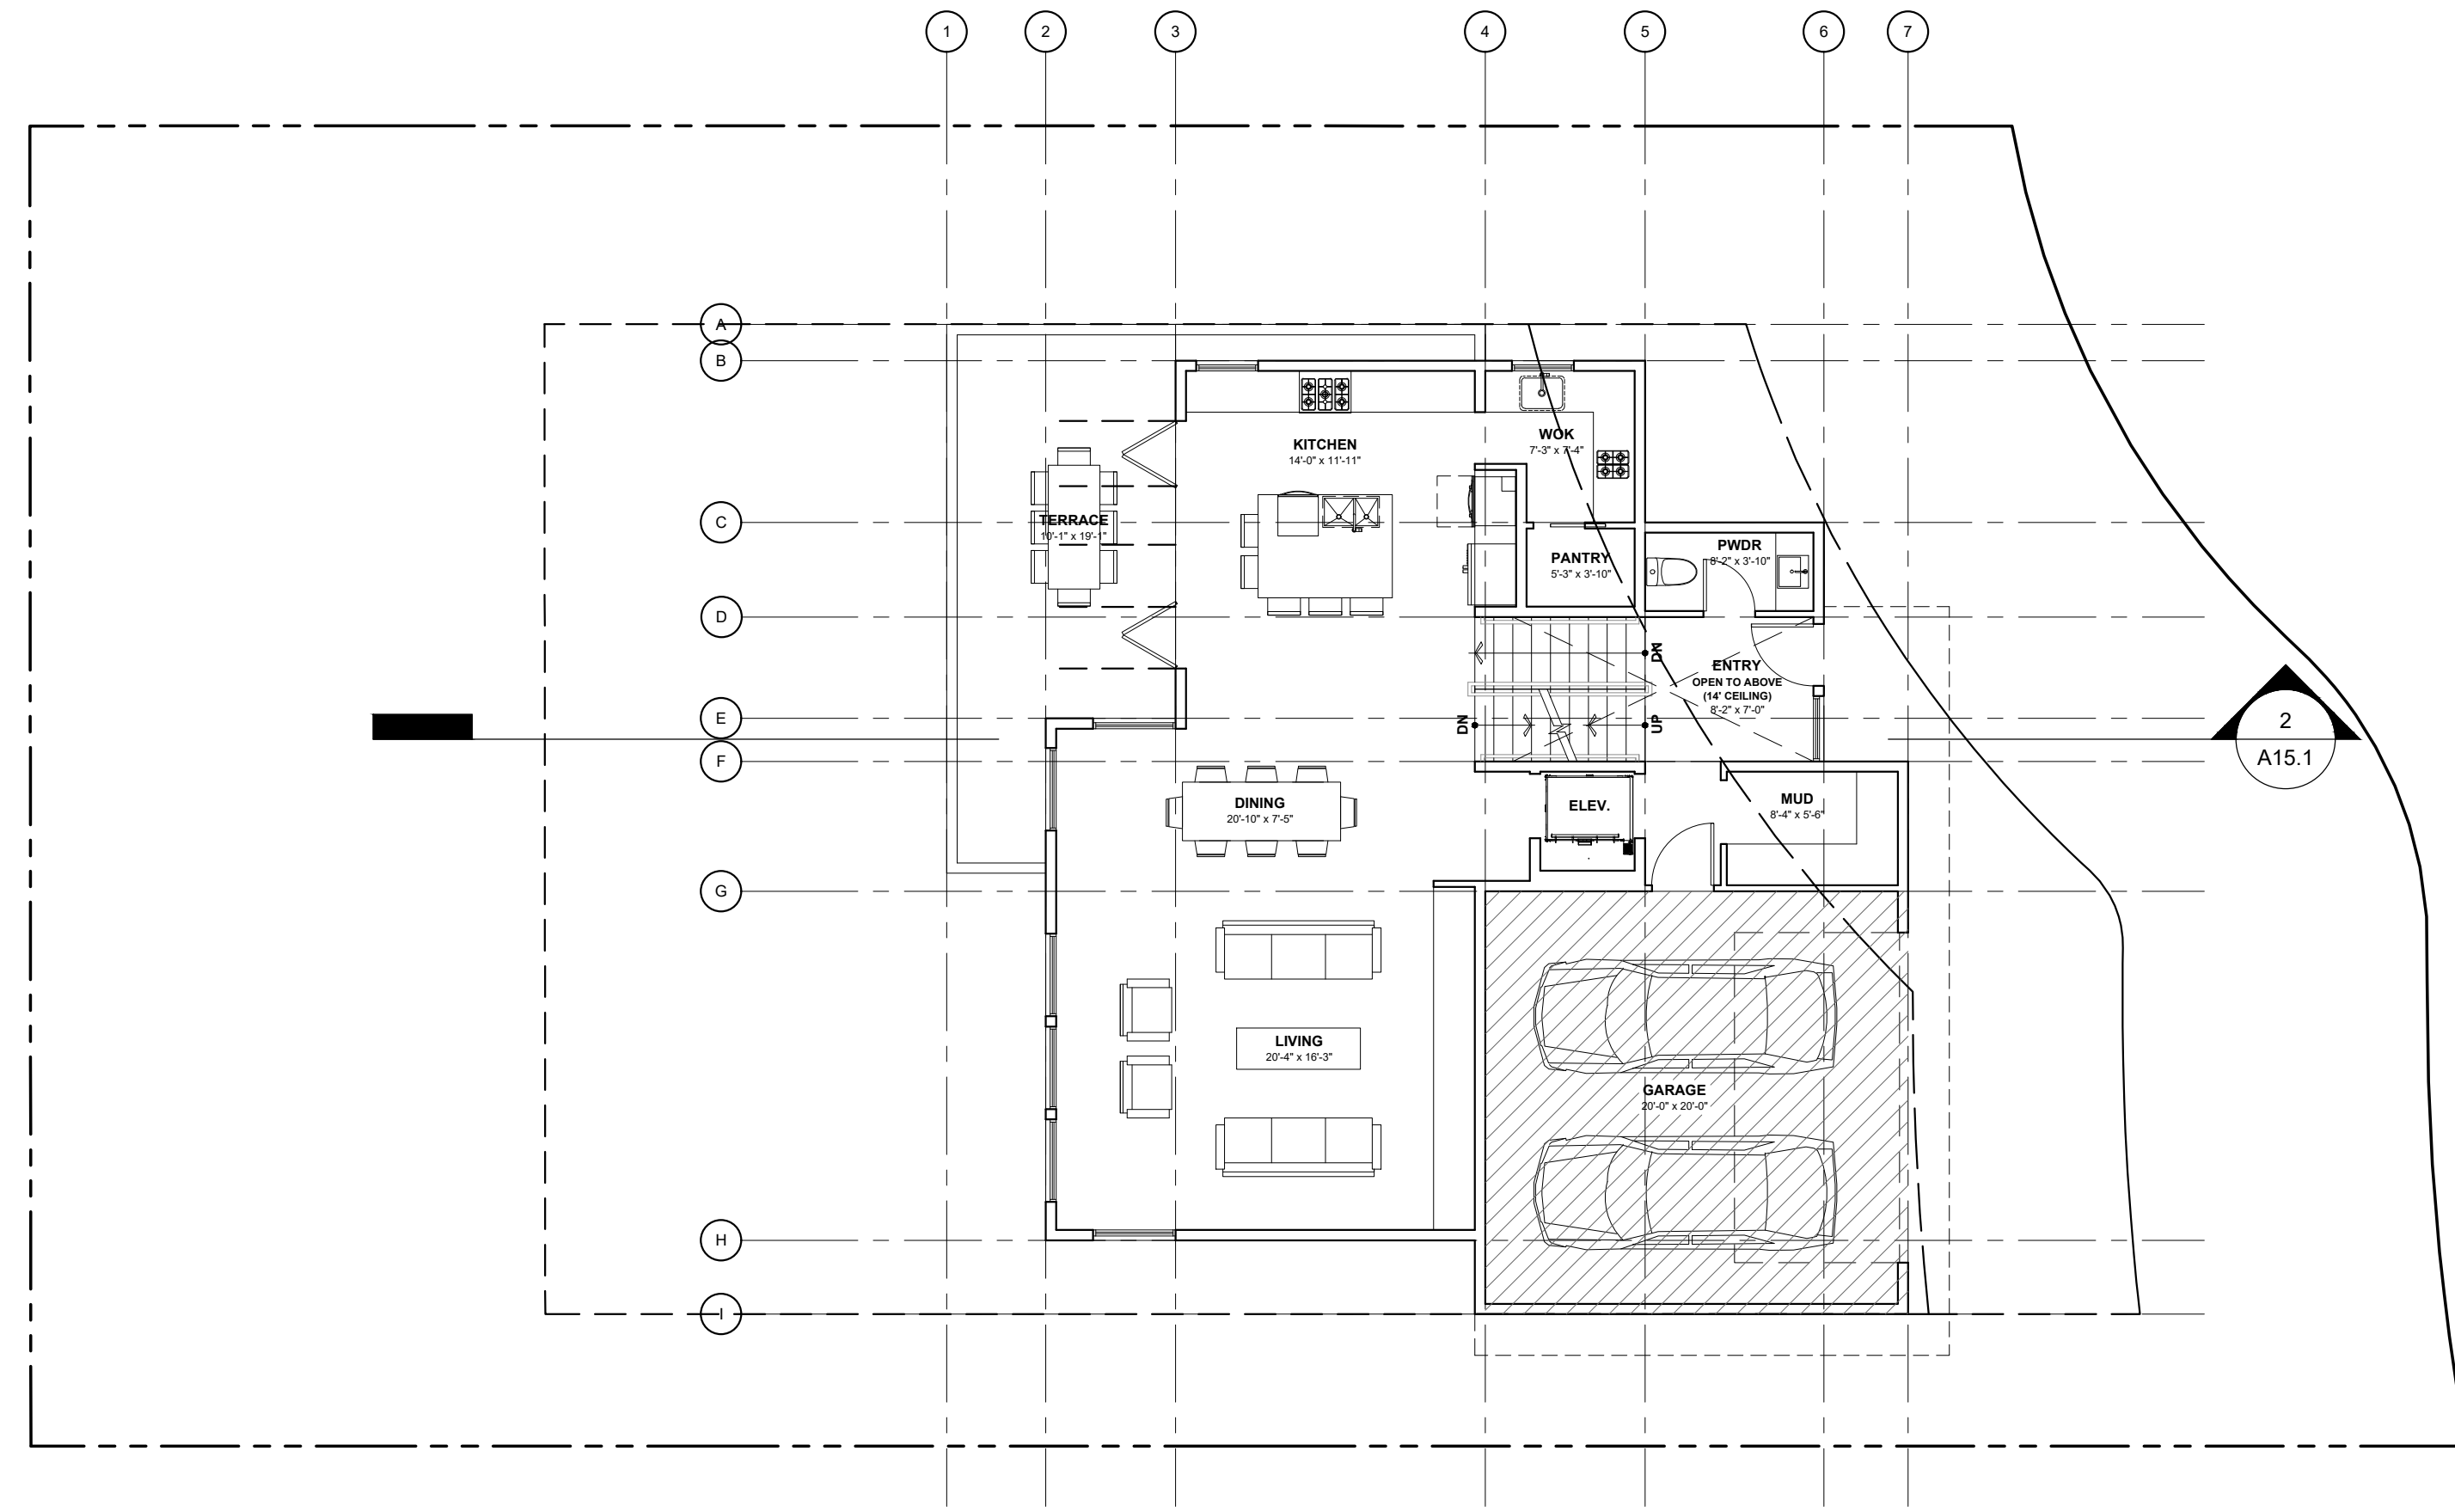 1
2
3
4
5
6
7
A
B
C
D
E
F
G
H
I
KITCHEN
14'-0" x 11'-11"
WOK
7'-3" x 7'-4"
TERRACE
10'-1" x 19'-1"
PANTRY
5'-3" x 3'-10"
PWDR
8'-2" x 3'-10"
DN
ENTRY
OPEN TO ABOVE
(14' CEILING)
8'-2" x 7'-0"
DN
UP
2
A15.1
DINING
20'-10" x 7'-5"
ELEV.
MUD
8'-4" x 5'-6"
LIVING
20'-4" x 16'-3"
GARAGE
20'-0" x 20'-0"